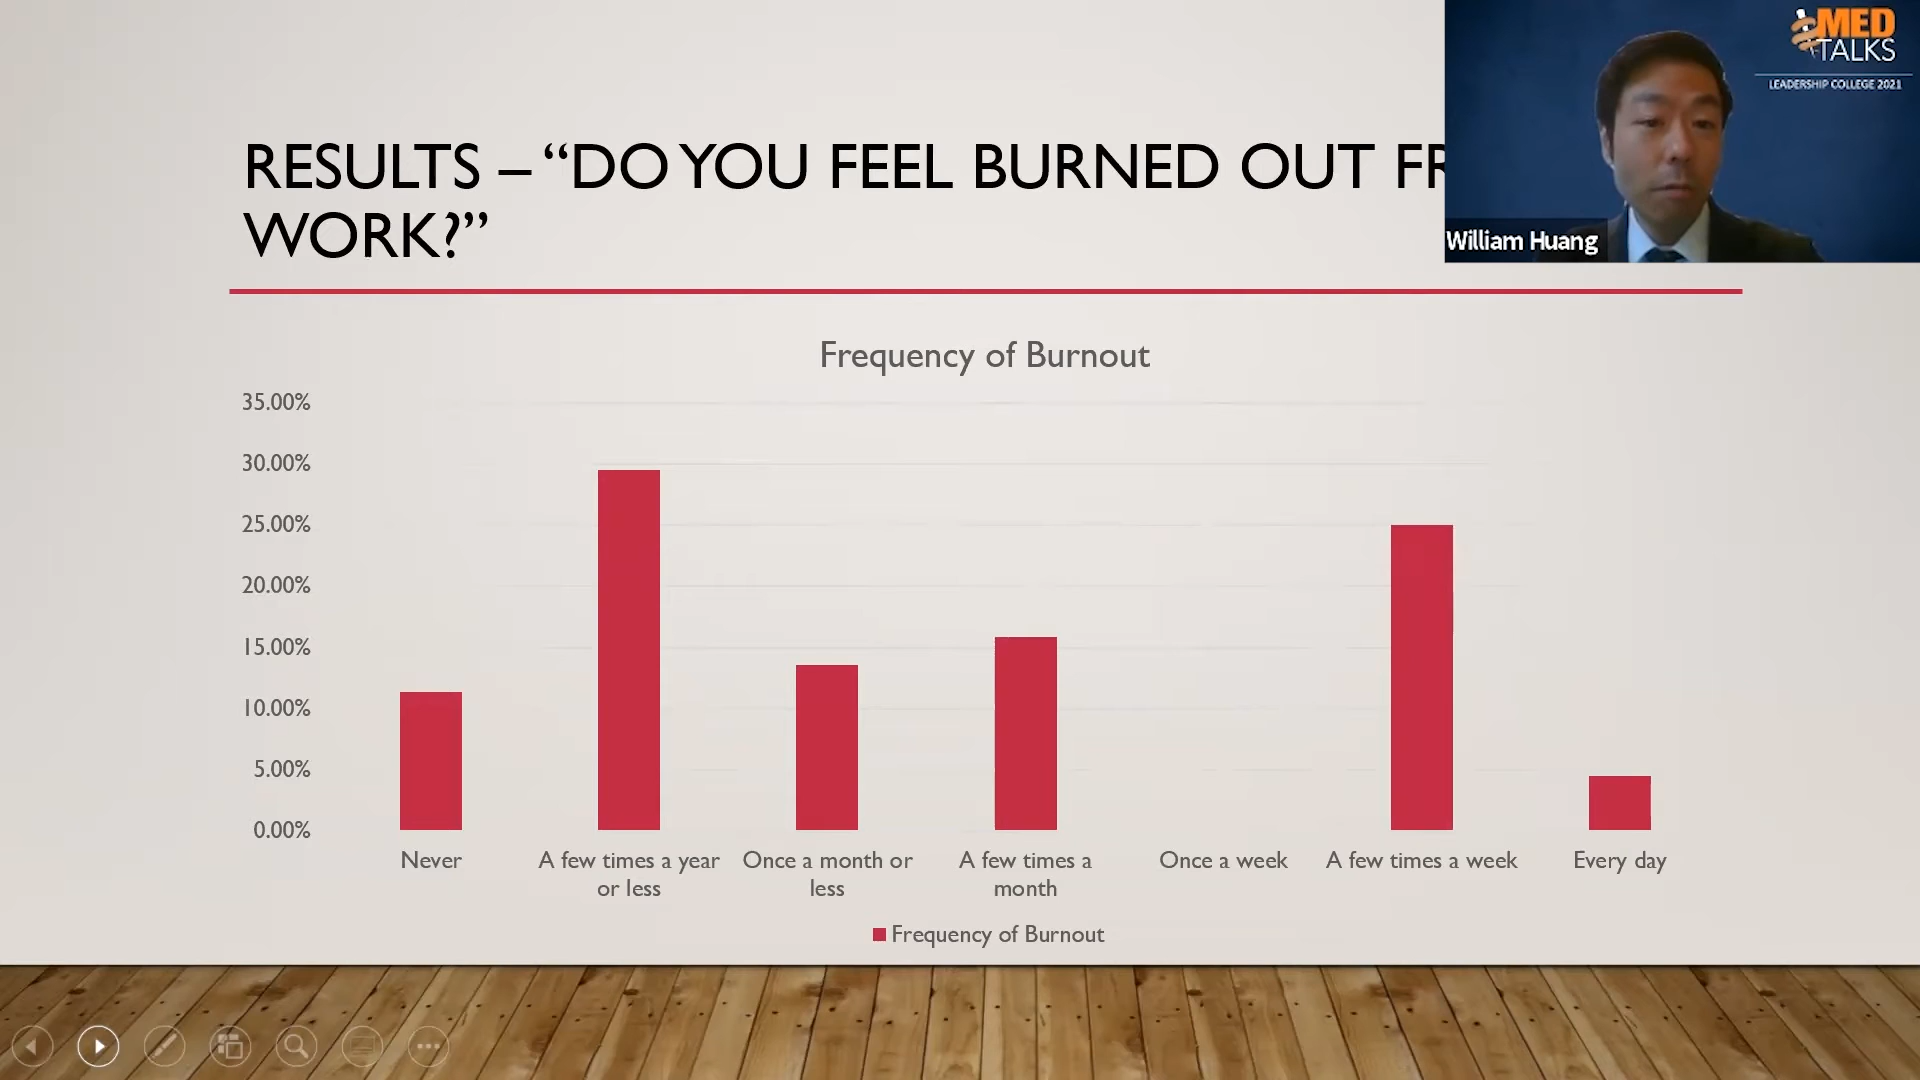 MED
TALKS
LEADERSHIP COLLEGE 2021
William Huang
RESULTS – “DO YOU FEEL BURNED OUT FR
WORK?”
Frequency of Burnout
35.00%
30.00%
25.00%
20.00%
15.00%
10.00%
5.00%
0.00%
Never
A few times a year
or less
Once a month or
less
A few times a
month
Once a week
A few times a week
Every day
Frequency of Burnout